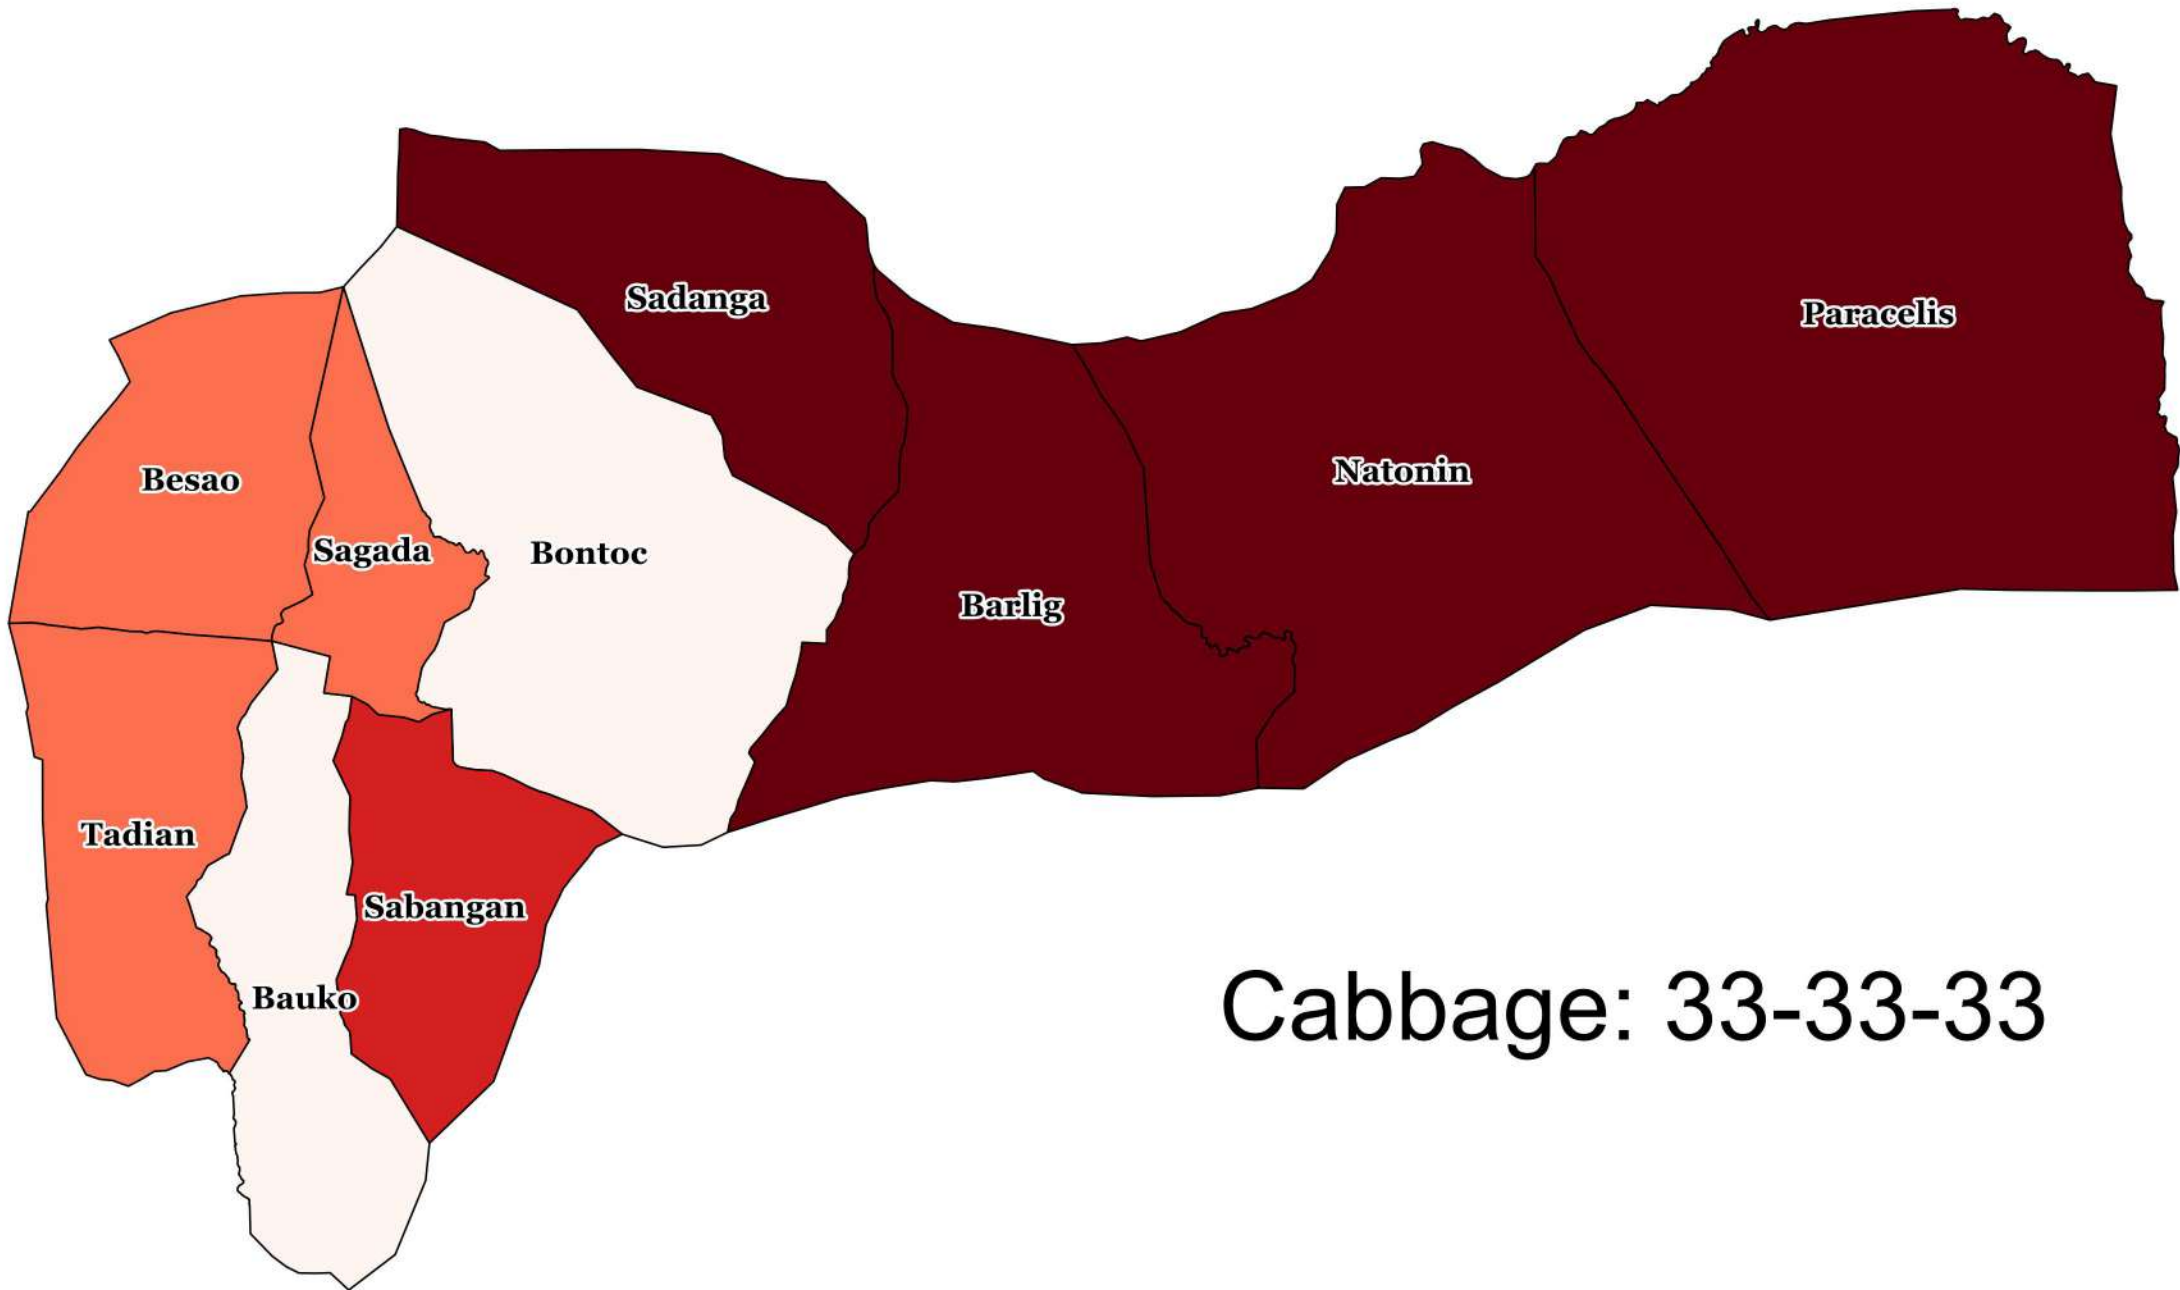 Sadanga
Paracelis
Natonin
Besao
Sagada
Bontoc
Barlig
Tadian
Sabangan
Bauko
Cabbage: 33-33-33